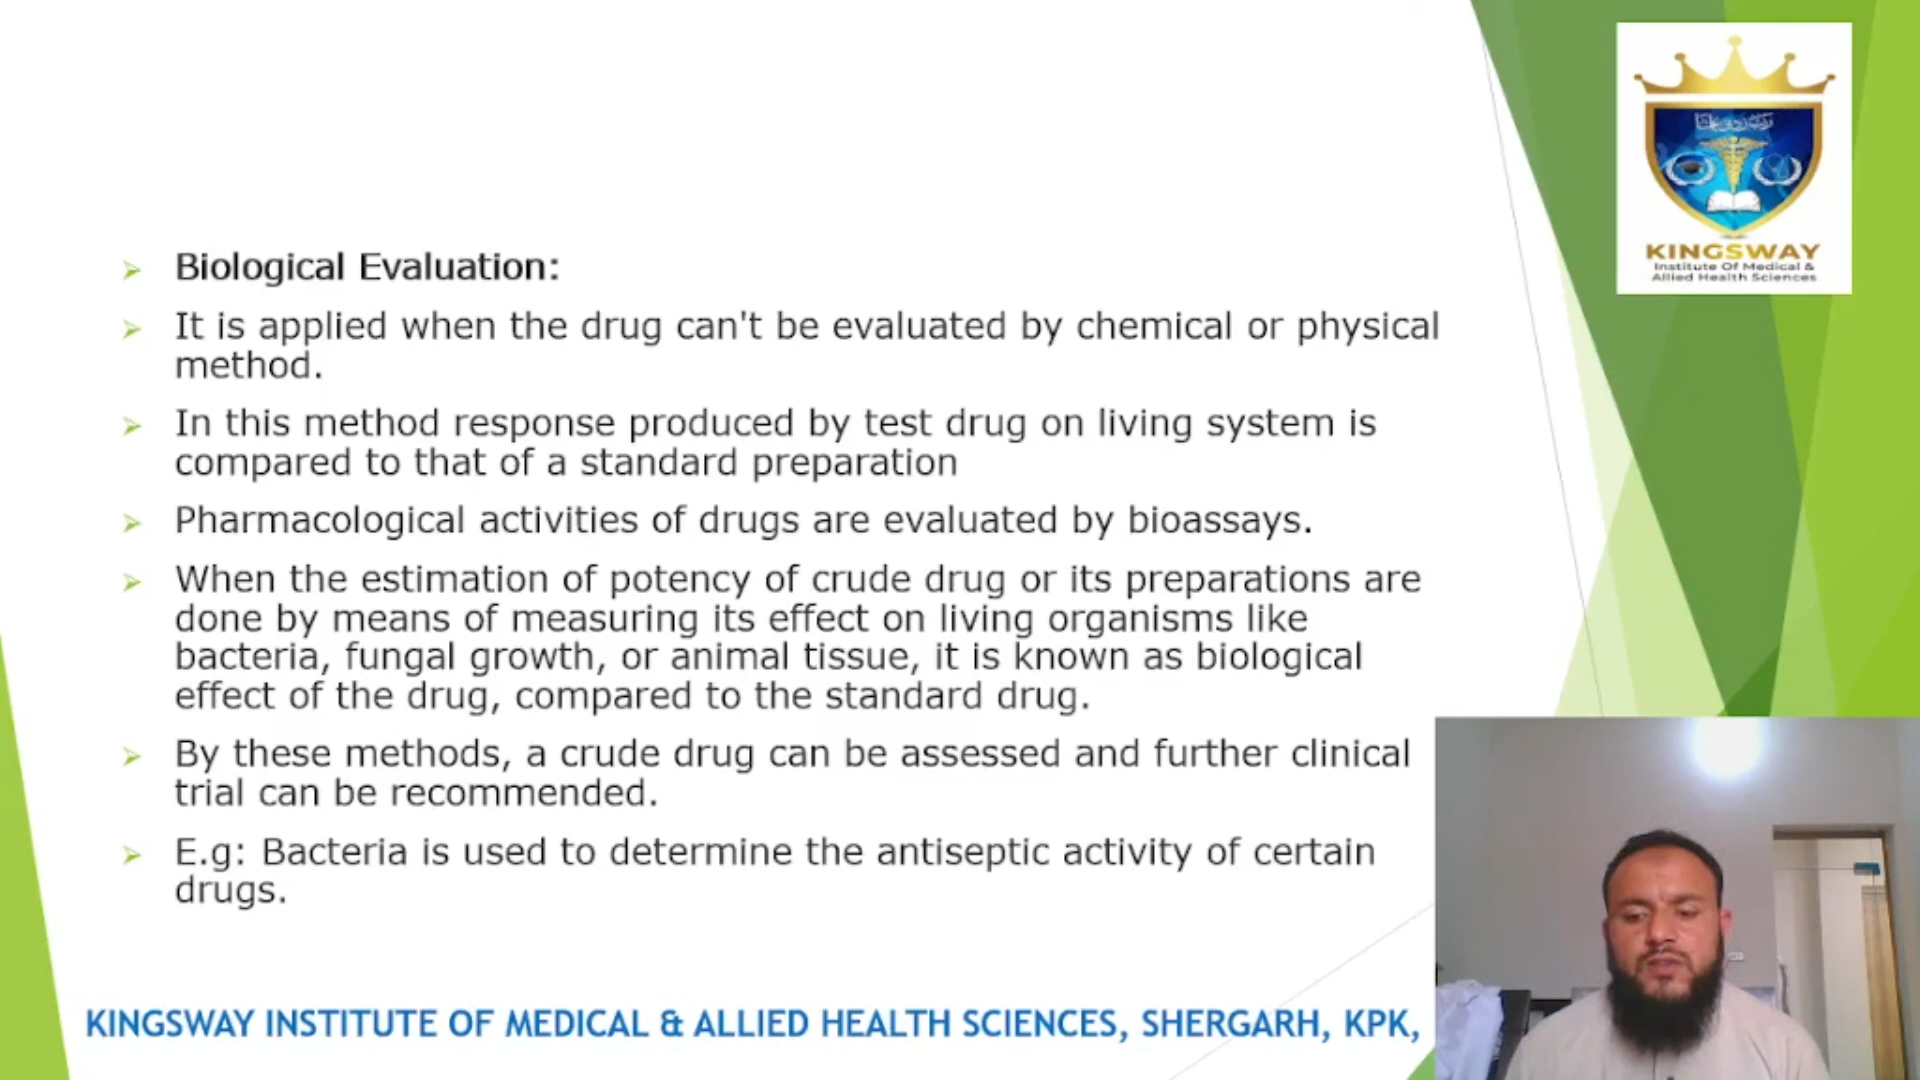 Biological Evaluation:
It is applied when the drug can't be evaluated by chemical or physical
method.
In this method response produced by test drug on living system is
compared to that of a standard preparation
Pharmacological activities of drugs are evaluated by bioassays.
When the estimation of potency of crude drug or its preparations are
done by means of measuring its effect on living organisms like
bacteria, fungal growth, or animal tissue, it is known as biological
effect of the drug, compared to the standard drug.
By these methods, a crude drug can be assessed and further clinical
trial can be recommended.
E.g: Bacteria is used to determine the antiseptic activity of certain
drugs.
KINGSWAY INSTITUTE OF MEDICAL & ALLIED HEALTH SCIENCES, SHERGARH, KPK,
KINGSWAY
Institute Of Medical &
Allied Health Sciences